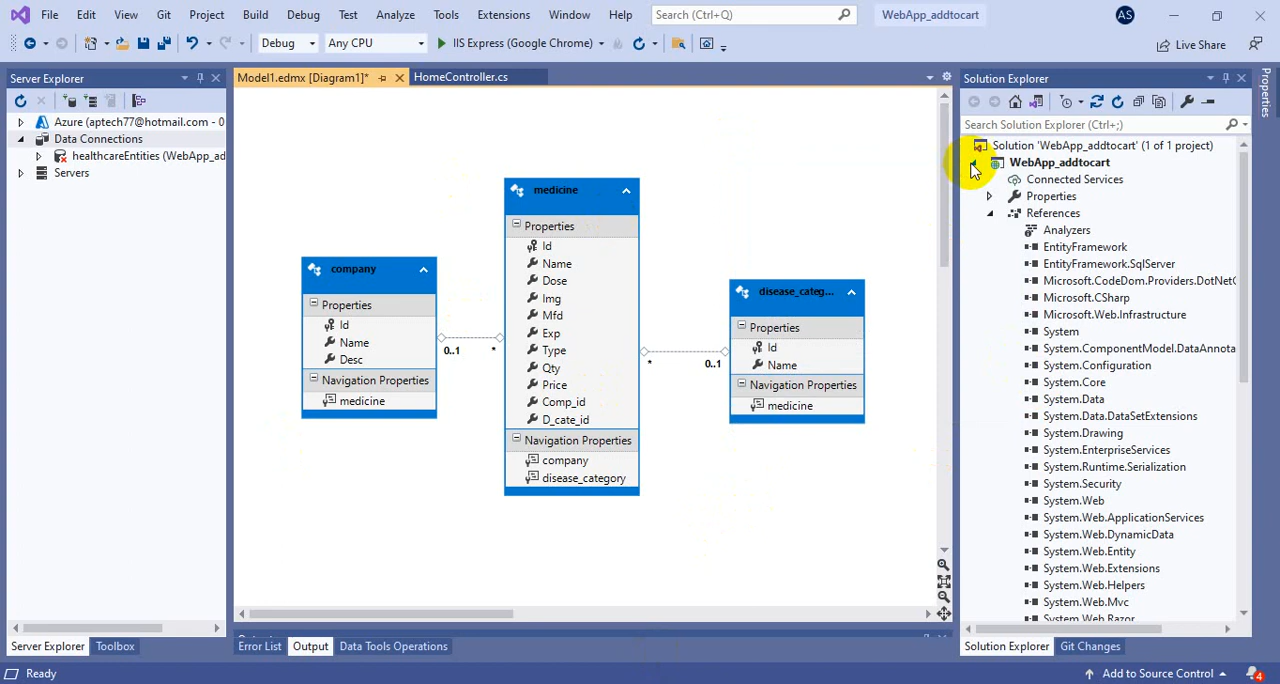 File Edit View Git Project Build Debug Test Analyze Tools Extensions Window Help Search (Ctrl+Q) WebApp_addtocart AS
Debug Any CPU IIS Express (Google Chrome) Live Share
Server Explorer
Azure (aptech77@hotmail.com - 0
Data Connections
healthcareEntities (WebApp_ad
Servers
Server Explorer Toolbox
Model1.edmx [Diagram1]* HomeController.cs
company
Properties
Id
Name
Desc
Navigation Properties
medicine
0..1 *
medicine
Properties
Id
Name
Dose
Img
Mfd
Exp
Type
Qty
Price
Comp_id
D_cate_id
Navigation Properties
company
disease_category
* 0..1
disease_categ...
Properties
Id
Name
Navigation Properties
medicine
Error List Output Data Tools Operations
Solution Explorer
Search Solution Explorer (Ctrl+;)
Solution 'WebApp_addtocart' (1 of 1 project)
WebApp_addtocart
Connected Services
Properties
References
Analyzers
EntityFramework
EntityFramework.SqlServer
Microsoft.CodeDom.Providers.DotNetC
Microsoft.CSharp
Microsoft.Web.Infrastructure
System
System.ComponentModel.DataAnnota
System.Configuration
System.Core
System.Data
System.Data.DataSetExtensions
System.Drawing
System.EnterpriseServices
System.Runtime.Serialization
System.Security
System.Web
System.Web.ApplicationServices
System.Web.DynamicData
System.Web.Entity
System.Web.Extensions
System.Web.Helpers
System.Web.Mvc
System.Web.Razor
Solution Explorer Git Changes
Properties
Ready Add to Source Control 4